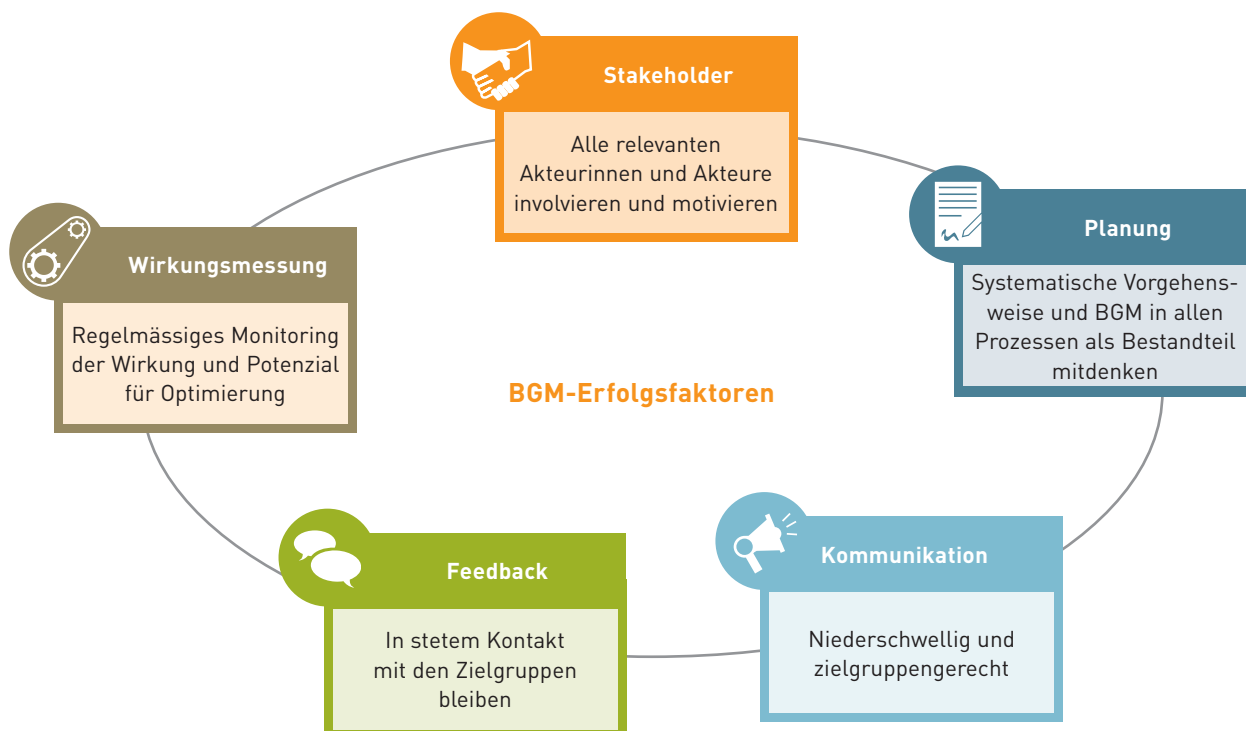 Stakeholder
Alle relevanten
Akteurinnen und Akteure
involvieren und motivieren
Planung
Systematische Vorgehens-
weise und BGM in allen
Prozessen als Bestandteil
mitdenken
Wirkungsmessung
Regelmässiges Monitoring
der Wirkung und Potenzial
für Optimierung
BGM-Erfolgsfaktoren
Kommunikation
Niederschwellig und
zielgruppengerecht
Feedback
In stetem Kontakt
mit den Zielgruppen
bleiben